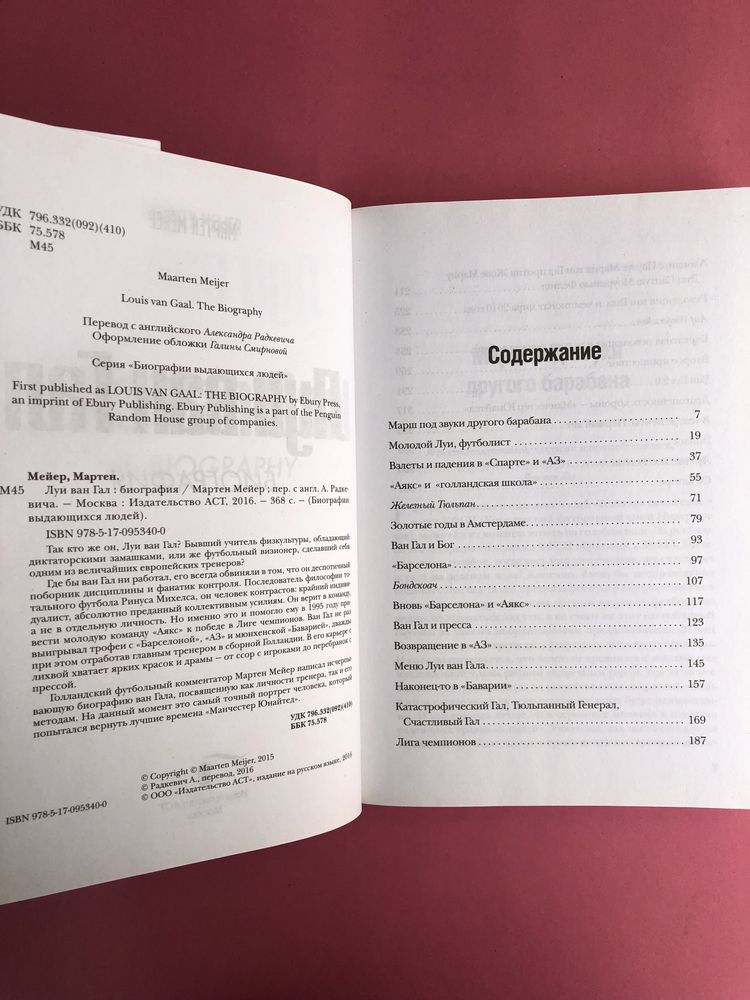 УДК 796.332(092)(410)
ББК 75.578
М45
Maarten Meijer
Louis van Gaal. The Biography
Перевод с английского Александра Радкевича
Оформление обложки Галины Смирновой
Серия «Биографии выдающихся людей»
First published as LOUIS VAN GAAL: THE BIOGRAPHY by Ebury Press,
an imprint of Ebury Publishing. Ebury Publishing is a part of the Penguin
Random House group of companies.
Мейер, Мартен.
М45 Луи ван Гал : биография / Мартен Мейер ; пер. с англ. А. Радке-
вича. — Москва : Издательство АСТ, 2016. — 368 с. — (Биографии
выдающихся людей).
ISBN 978-5-17-095340-0
Так кто же он, Луи ван Гал? Бывший учитель физкультуры, обладающий
диктаторскими замашками, или же футбольный визионер, сделавший себя
одним из величайших европейских тренеров?
Где бы ван Гал ни работал, его всегда обвиняли в том, что он деспотичный
поборник дисциплины и фанатик контроля. Последователь философии то-
тального футбола Ринуса Михелса, он человек контрастов: крайний индиви-
дуалист, абсолютно преданный коллективным усилиям. Он верит в команду,
а не в отдельную личность. Но именно это и помогло ему в 1995 году при-
вести молодую команду «Аякс» к победе в Лиге чемпионов. Ван Гал не раз
выигрывал трофеи с «Барселоной», «АЗ» и мюнхенской «Баварией», дважды
при этом отработав главным тренером в сборной Голландии. В его карьере с
лихвой хватает ярких красок и драмы – от ссор с игроками до перебранок с
прессой.
Голландский футбольный комментатор Мартен Мейер написал исчерпы-
вающую биографию ван Гала, посвященную как личности тренера, так и его
методам. На данный момент это самый точный портрет человека, который
попытался вернуть лучшие времена «Манчестер Юнайтед».
УДК 796.332(092)(410)
ББК 75.578
© Copyright © Maarten Meijer, 2015
© Радкевич А., перевод, 2016
© ООО «Издательство АСТ», издание на русском языке, 2016
ISBN 978-5-17-095340-0
Содержание
Марш под звуки другого барабана 7
Молодой Луи, футболист 19
Взлеты и падения в «Спарте» и «АЗ» 37
«Аякс» и «голландская школа» 55
Железный Тюльпан 71
Золотые годы в Амстердаме 79
Ван Гал и Бог 93
«Барселона» 97
Бондскоач 107
Вновь «Барселона» и «Аякс» 117
Ван Гал и пресса 123
Возвращение в «АЗ» 135
Меню Луи ван Гала 145
Наконец-то в «Баварии» 157
Катастрофический Гал, Тюльпанный Генерал,
Счастливый Гал 169
Лига чемпионов 187